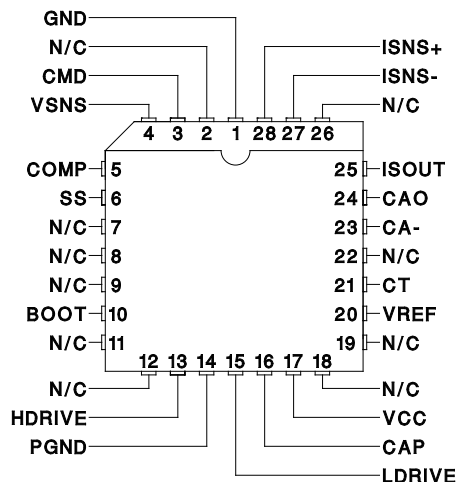 GND
N/C
CMD
VSNS
ISNS+
ISNS-
N/C
4 3 2 1 28 27 26
COMP 5 25 ISOUT
SS 6 24 CAO
N/C 7 23 CA-
N/C 8 22 N/C
N/C 9 21 CT
BOOT 10 20 VREF
N/C 11 19 N/C
12 13 14 15 16 17 18
N/C
HDRIVE
PGND
N/C
VCC
CAP
LDRIVE